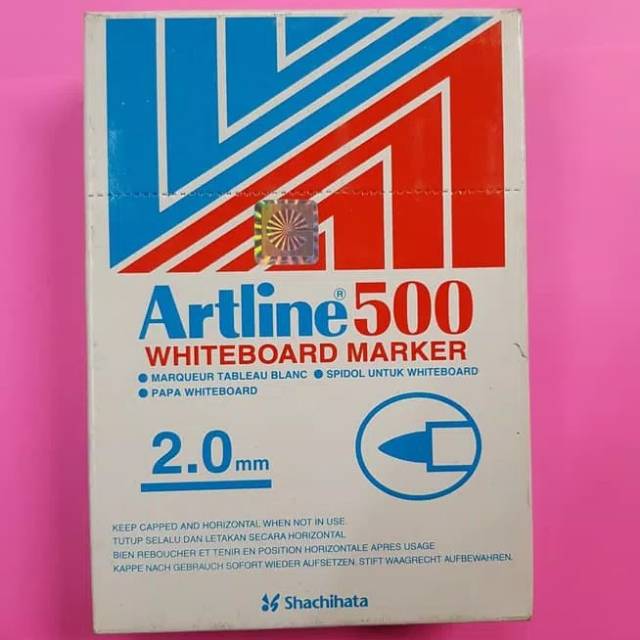 Artline® 500
WHITEBOARD MARKER
● MARQUEUR TABLEAU BLANC ● SPIDOL UNTUK WHITEBOARD
● PAPA WHITEBOARD
2.0 mm
KEEP CAPPED AND HORIZONTAL WHEN NOT IN USE.
TUTUP SELALU DAN LETAKAN SECARA HORIZONTAL
BIEN REBOUCHER ET TENIR EN POSITION HORIZONTALE APRES USAGE
KAPPE NACH GEBRAUCH SOFORT WIEDER AUFSETZEN. STIFT WAAGRECHT AUFBEWAHREN.
Shachihata